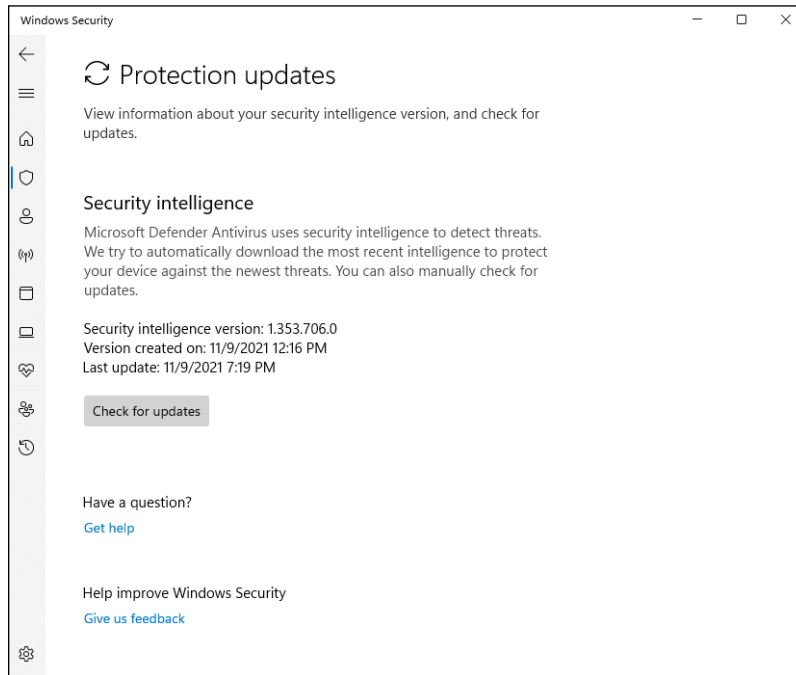 Windows Security
Protection updates
View information about your security intelligence version, and check for
updates.
Security intelligence
Microsoft Defender Antivirus uses security intelligence to detect threats.
We try to automatically download the most recent intelligence to protect
your device against the newest threats. You can also manually check for
updates.
Security intelligence version: 1.353.706.0
Version created on: 11/9/2021 12:16 PM
Last update: 11/9/2021 7:19 PM
Check for updates
Have a question?
Get help
Help improve Windows Security
Give us feedback